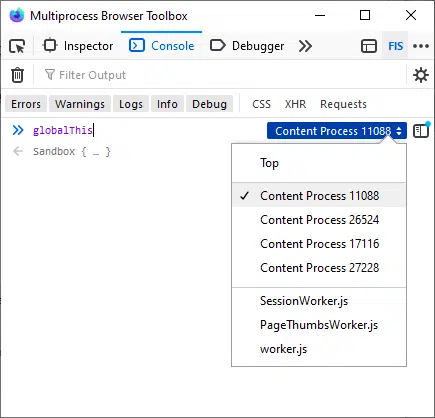 Multiprocess Browser Toolbox
Inspector Console Debugger FIS
Filter Output
Errors Warnings Logs Info Debug CSS XHR Requests
globalThis Content Process 11088
Sandbox { … }
Top
Content Process 11088
Content Process 26524
Content Process 17116
Content Process 27228
SessionWorker.js
PageThumbsWorker.js
worker.js